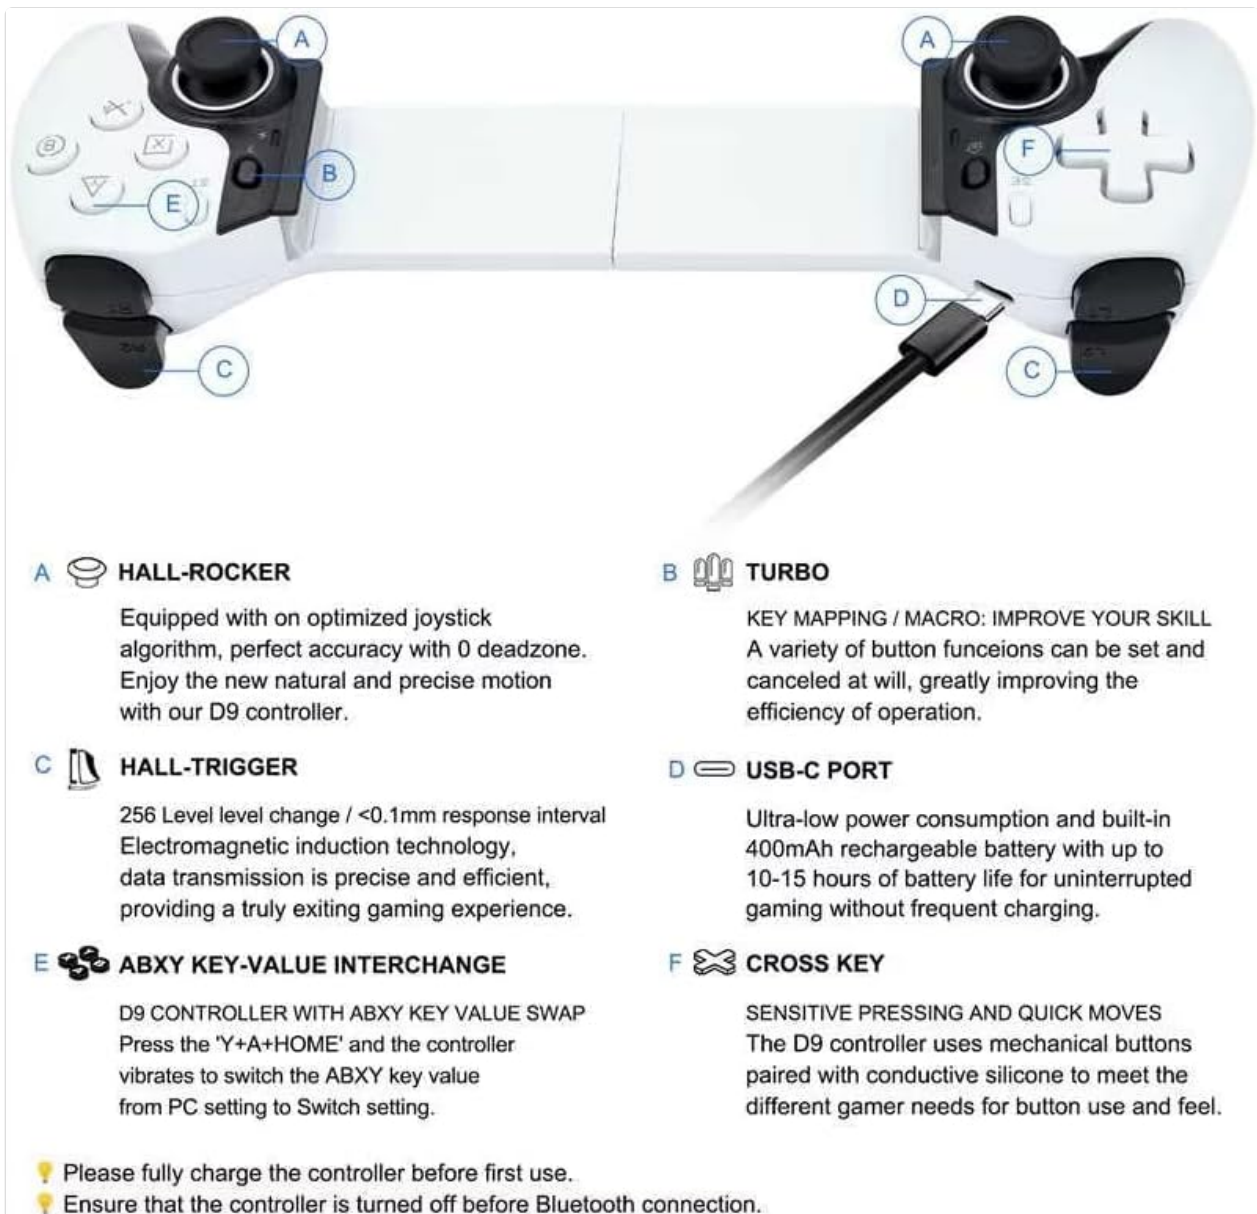 A
A
F
B
E
D
C
C
A HALL-ROCKER
Equipped with on optimized joystick
algorithm, perfect accuracy with 0 deadzone.
Enjoy the new natural and precise motion
with our D9 controller.
B TURBO
KEY MAPPING / MACRO: IMPROVE YOUR SKILL
A variety of button funceions can be set and
canceled at will, greatly improving the
efficiency of operation.
C HALL-TRIGGER
256 Level level change / <0.1mm response interval
Electromagnetic induction technology,
data transmission is precise and efficient,
providing a truly exiting gaming experience.
D USB-C PORT
Ultra-low power consumption and built-in
400mAh rechargeable battery with up to
10-15 hours of battery life for uninterrupted
gaming without frequent charging.
E ABXY KEY-VALUE INTERCHANGE
D9 CONTROLLER WITH ABXY KEY VALUE SWAP
Press the 'Y+A+HOME' and the controller
vibrates to switch the ABXY key value
from PC setting to Switch setting.
F CROSS KEY
SENSITIVE PRESSING AND QUICK MOVES
The D9 controller uses mechanical buttons
paired with conductive silicone to meet the
different gamer needs for button use and feel.
Please fully charge the controller before first use.
Ensure that the controller is turned off before Bluetooth connection.